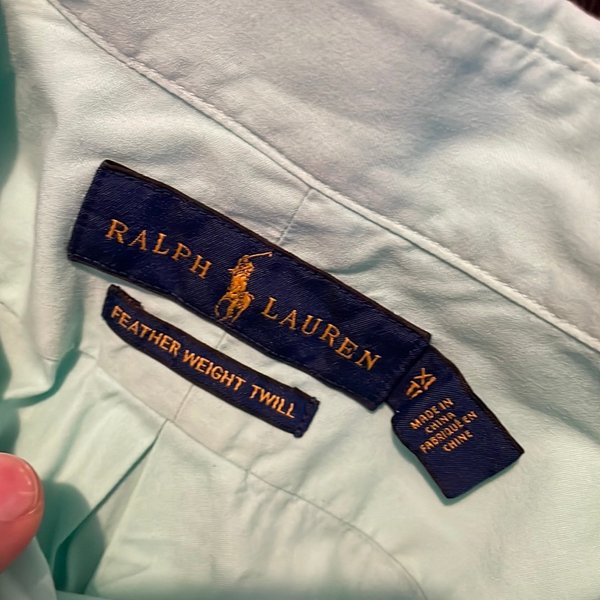 RALPH LAUREN
FEATHER WEIGHT TWILL
XL
MADE IN
CHINA
FABRIQUÉ EN
CHINE